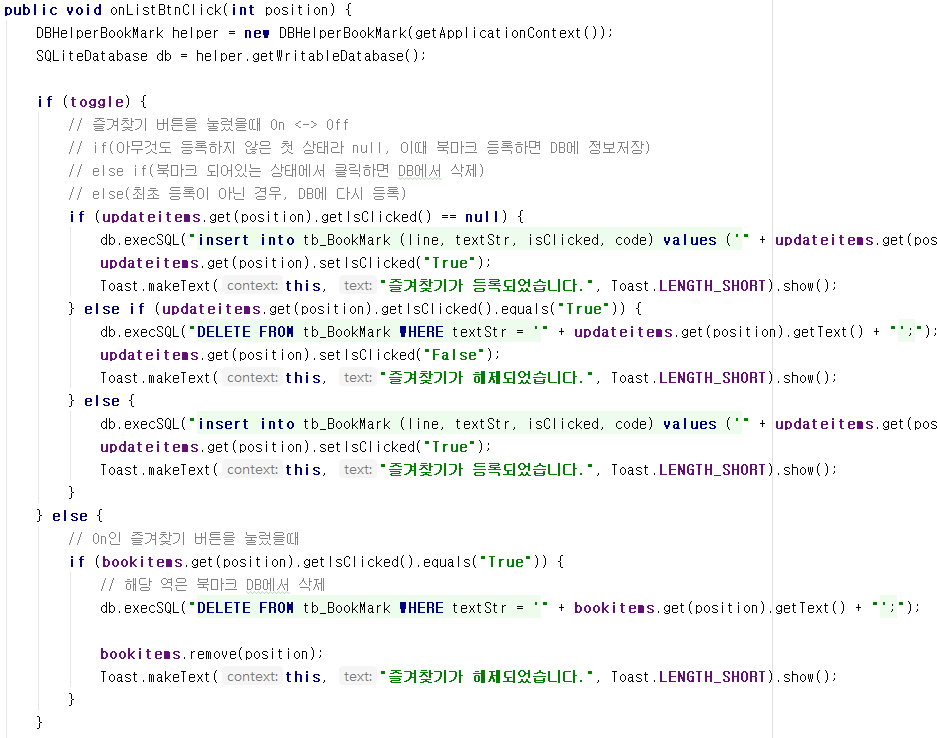 public void onListBtnClick(int position) {
    DBHelperBookMark helper = new DBHelperBookMark(getApplicationContext());
    SQLiteDatabase db = helper.getWritableDatabase();

    if (toggle) {
        // 즐겨찾기 버튼을 눌렀을때 On <-> Off
        // if(아무것도 등록하지 않은 첫 상태라 null, 이때 북마크 등록하면 DB에 정보저장)
        // else if(북마크 되어있는 상태에서 클릭하면 DB에서 삭제)
        // else(최초 등록이 아닌 경우, DB에 다시 등록)
        if (updateitems.get(position).getIsClicked() == null) {
            db.execSQL("insert into tb_BookMark (line, textStr, isClicked, code) values ('" + updateitems.get(pos
            updateitems.get(position).setIsClicked("True");
            Toast.makeText( context: this, text: "즐겨찾기가 등록되었습니다.", Toast.LENGTH_SHORT).show();
        } else if (updateitems.get(position).getIsClicked().equals("True")) {
            db.execSQL("DELETE FROM tb_BookMark WHERE textStr = '" + updateitems.get(position).getText() + "';");
            updateitems.get(position).setIsClicked("False");
            Toast.makeText( context: this, text: "즐겨찾기가 해제되었습니다.", Toast.LENGTH_SHORT).show();
        } else {
            db.execSQL("insert into tb_BookMark (line, textStr, isClicked, code) values ('" + updateitems.get(pos
            updateitems.get(position).setIsClicked("True");
            Toast.makeText( context: this, text: "즐겨찾기가 등록되었습니다.", Toast.LENGTH_SHORT).show();
        }
    } else {
        // On인 즐겨찾기 버튼을 눌렀을때
        if (bookitems.get(position).getIsClicked().equals("True")) {
            // 해당 역은 북마크 DB에서 삭제
            db.execSQL("DELETE FROM tb_BookMark WHERE textStr = '" + bookitems.get(position).getText() + "';");

            bookitems.remove(position);
            Toast.makeText( context: this, text: "즐겨찾기가 해제되었습니다.", Toast.LENGTH_SHORT).show();
        }
    }